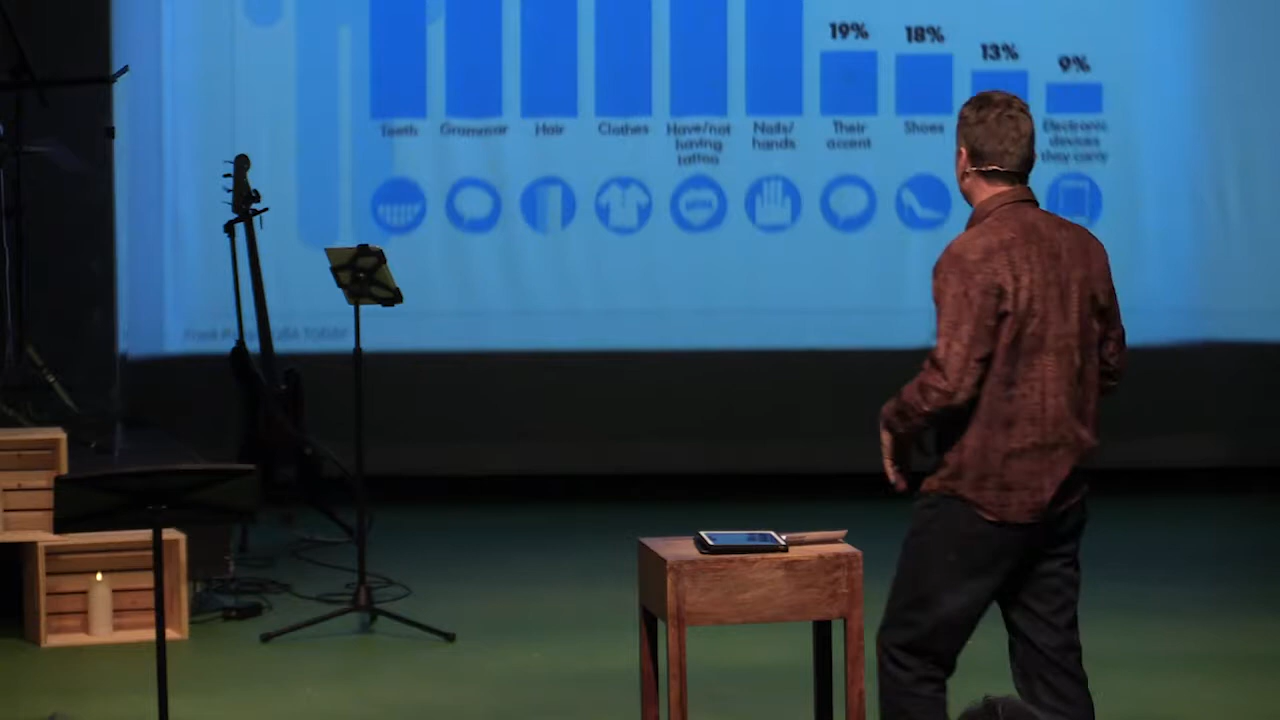 19%
18%
13%
9%
Teeth
Grammar
Hair
Clothes
Have/not
having
tattoo
Nails/
hands
Their
accent
Shoes
Electronic
devices
they carry